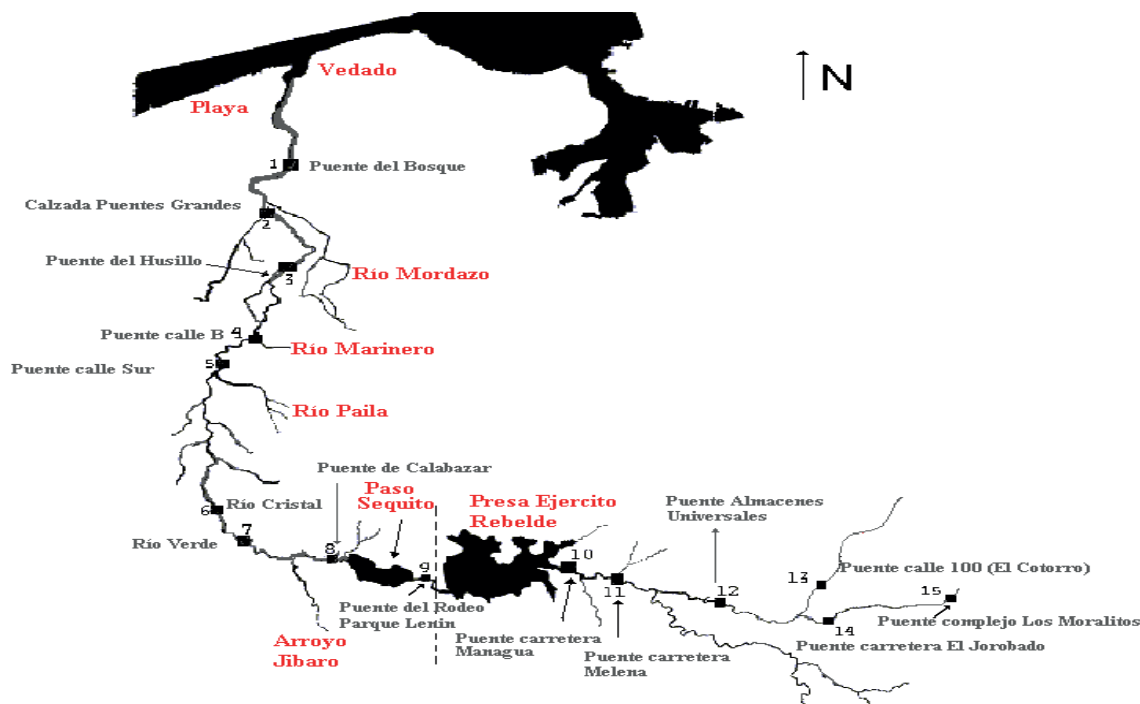 Vedado
N
Playa
1
Puente del Bosque
Calzada Puentes Grandes
2
Puente del Husillo
3
Río Mordazo
Puente calle B
4
Río Marinero
Puente calle Sur
5
Río Paila
Puente de Calabazar
Paso
Sequito
Presa Ejercito
Rebelde
Puente Almacenes
Universales
6
Río Cristal
7
Río Verde
8
9
10
11
12
13
Puente calle 100 (El Cotorro)
15
14
Puente complejo Los Moralitos
Puente del Rodeo
Parque Lenin
Arroyo
Jibaro
Puente carretera
Managua
Puente carretera
Melena
Puente carretera El Jorobado